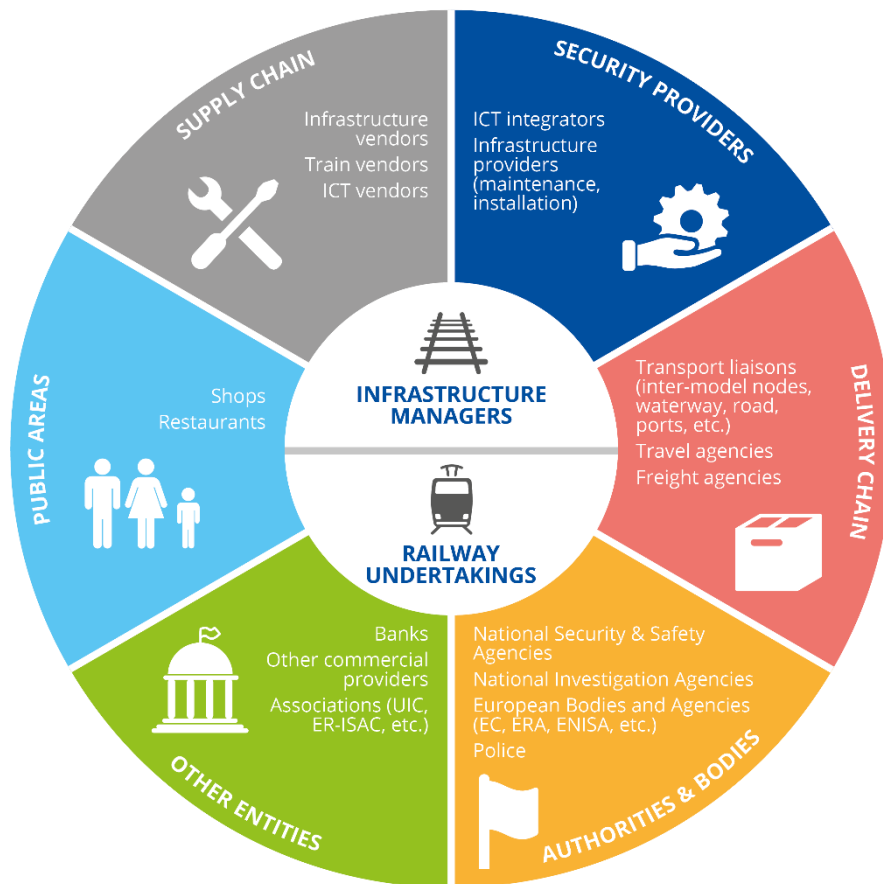 SUPPLY CHAIN
Infrastructure
vendors
Train vendors
ICT vendors
SECURITY PROVIDERS
ICT integrators
Infrastructure
providers
(maintenance,
installation)
DELIVERY CHAIN
Transport liaisons
(inter-model nodes,
waterway, road,
ports, etc.)
Travel agencies
Freight agencies
AUTHORITIES & BODIES
National Security & Safety
Agencies
National Investigation Agencies
European Bodies and Agencies
(EC, ERA, ENISA, etc.)
Police
OTHER ENTITIES
Banks
Other commercial
providers
Associations (UIC,
ER-ISAC, etc.)
PUBLIC AREAS
Shops
Restaurants
INFRASTRUCTURE
MANAGERS
RAILWAY
UNDERTAKINGS